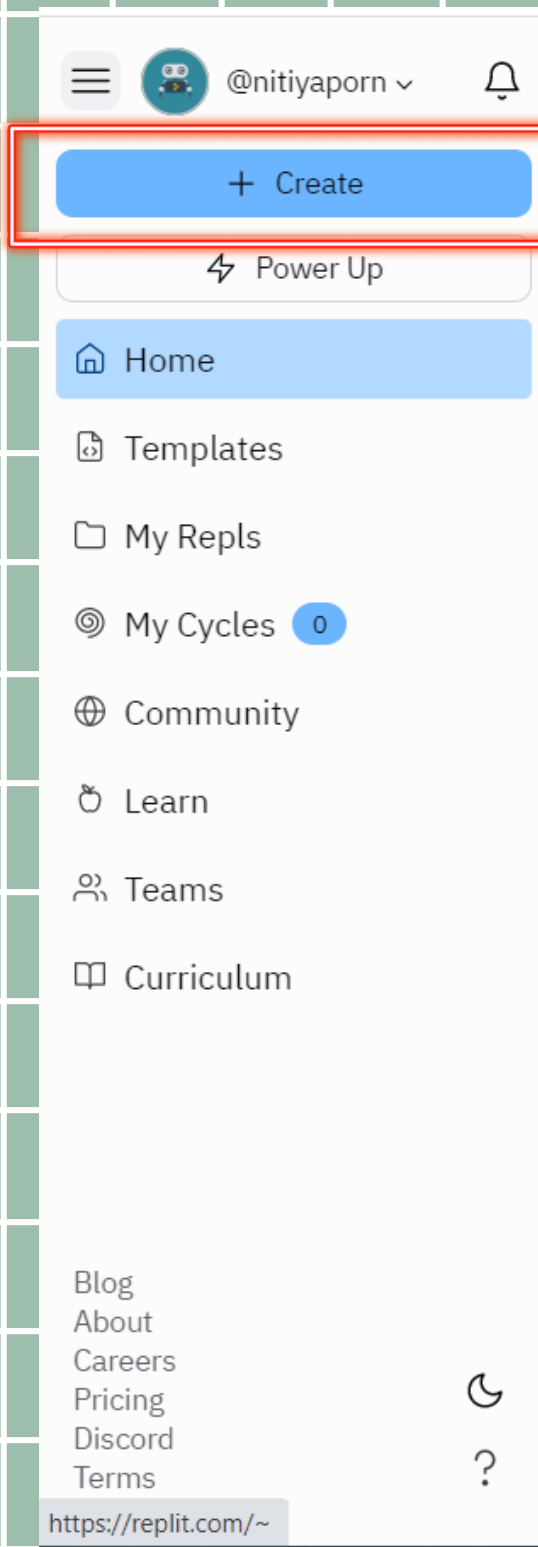 @nitiyaporn
+ Create
Power Up
Home
Templates
My Repls
My Cycles 0
Community
Learn
Teams
Curriculum
Blog
About
Careers
Pricing
Discord
Terms
?
https://replit.com/~